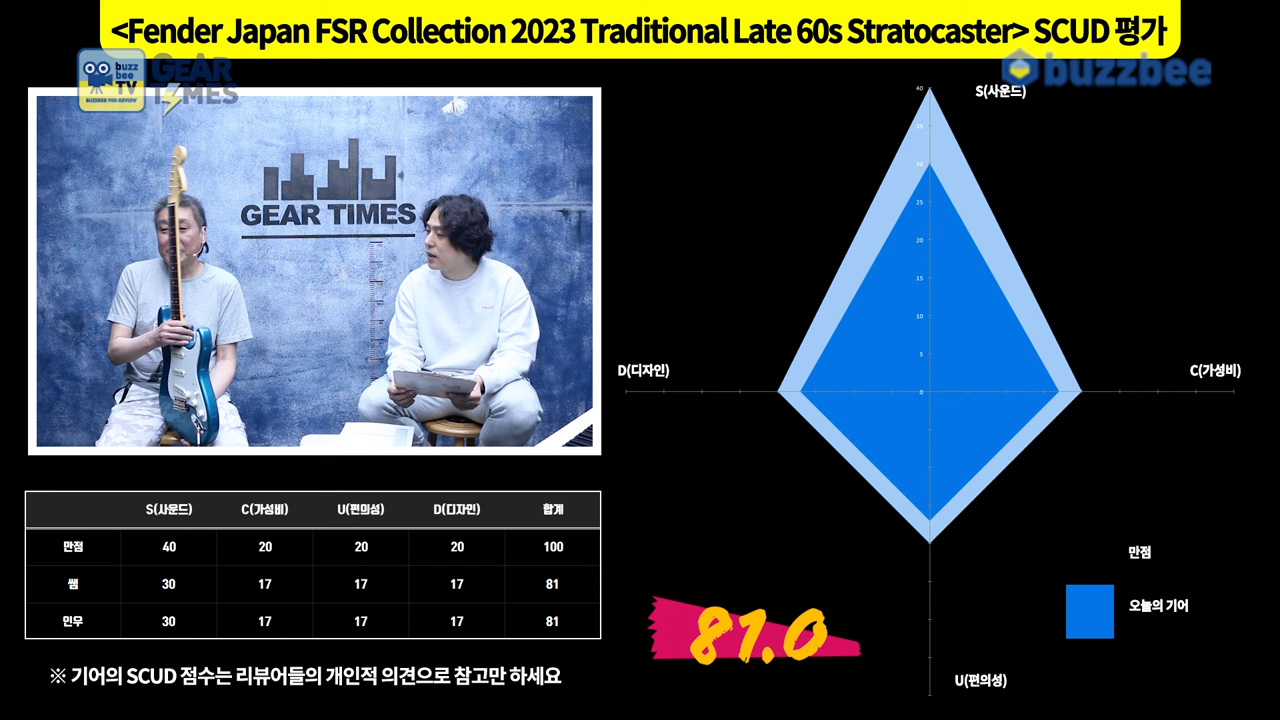 <Fender Japan FSR Collection 2023 Traditional Late 60s Stratocaster> SCUD 평가
buzz
bee
TV
BUZZBEE YOU REVIEW
GEAR
TIMES
buzzbee
GEAR TIMES
S(사운드)
40
35
30
25
20
15
10
5
0
D(디자인)
C(가성비)
U(편의성)
만점
오늘의 기어
S(사운드) C(가성비) U(편의성) D(디자인) 합계
만점 40 20 20 20 100
쌤 30 17 17 17 81
민우 30 17 17 17 81
81.0
※ 기어의 SCUD 점수는 리뷰어들의 개인적 의견으로 참고만 하세요